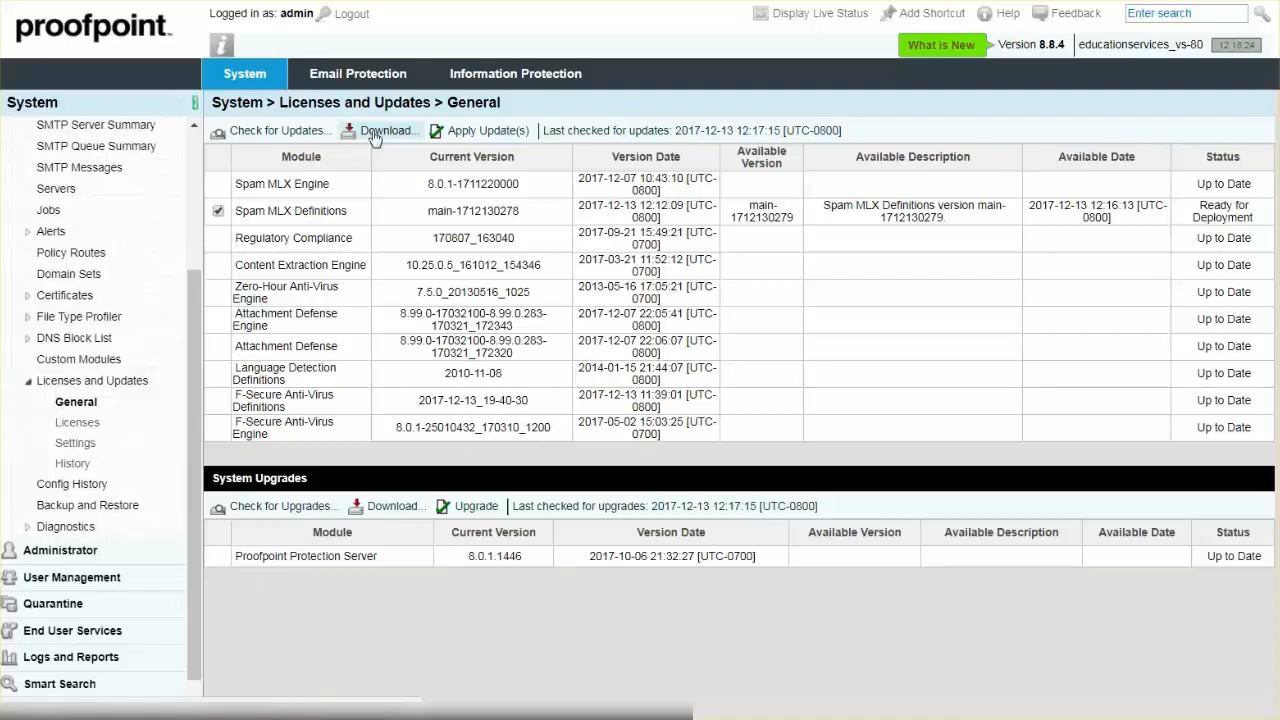 proofpoint.
Logged in as: admin Logout
Display Live Status Add Shortcut Help Feedback Enter search
What is New Version 8.8.4 educationservices_vs-80 12:18:24
System Email Protection Information Protection
System
System > Licenses and Updates > General
Check for Updates... Download... Apply Update(s) Last checked for updates: 2017-12-13 12:17:15 [UTC-0800]
SMTP Server Summary
SMTP Queue Summary
SMTP Messages
Servers
Jobs
Alerts
Policy Routes
Domain Sets
Certificates
File Type Profiler
DNS Block List
Custom Modules
Licenses and Updates
General
Licenses
Settings
History
Config History
Backup and Restore
Diagnostics
Administrator
User Management
Quarantine
End User Services
Logs and Reports
Smart Search
Module Current Version Version Date Available Version Available Description Available Date Status
Spam MLX Engine 8.0.1-1711220000 2017-12-07 10:43:10 [UTC-0800] Up to Date
Spam MLX Definitions main-1712130278 2017-12-13 12:12:09 [UTC-0800] main-1712130279 Spam MLX Definitions version main-1712130279. 2017-12-13 12:16:13 [UTC-0800] Ready for Deployment
Regulatory Compliance 170807_163040 2017-09-21 15:49:21 [UTC-0700] Up to Date
Content Extraction Engine 10.25.0.5_161012_154346 2017-03-21 11:52:12 [UTC-0700] Up to Date
Zero-Hour Anti-Virus Engine 7.5.0_20130516_1025 2013-05-16 17:05:21 [UTC-0700] Up to Date
Attachment Defense Engine 8.99.0-17032100-8.99.0.283-170321_172343 2017-12-07 22:05:41 [UTC-0800] Up to Date
Attachment Defense 8.99.0-17032100-8.99.0.283-170321_172320 2017-12-07 22:06:07 [UTC-0800] Up to Date
Language Detection Definitions 2010-11-08 2014-01-15 21:44:07 [UTC-0800] Up to Date
F-Secure Anti-Virus Definitions 2017-12-13_19-40-30 2017-12-13 11:39:01 [UTC-0800] Up to Date
F-Secure Anti-Virus Engine 8.0.1-25010432_170310_1200 2017-05-02 15:03:25 [UTC-0700] Up to Date
System Upgrades
Check for Upgrades... Download... Upgrade Last checked for upgrades: 2017-12-13 12:17:15 [UTC-0800]
Module Current Version Version Date Available Version Available Description Available Date Status
Proofpoint Protection Server 8.0.1.1446 2017-10-06 21:32:27 [UTC-0700] Up to Date